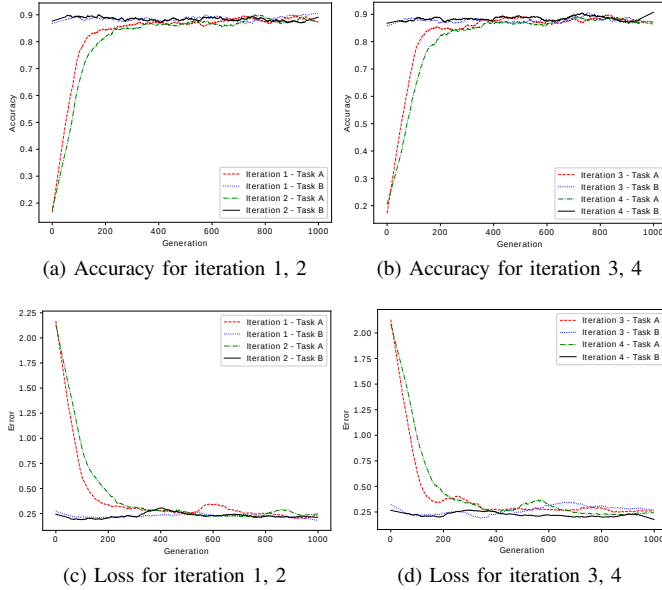 0.9
0.8
0.7
0.6
0.5
0.4
0.3
0.2
Accuracy
Iteration 1 - Task A
Iteration 1 - Task B
Iteration 2 - Task A
Iteration 2 - Task B
0 200 400 600 800 1000
Generation
(a) Accuracy for iteration 1, 2
0.9
0.8
0.7
0.6
0.5
0.4
0.3
0.2
Accuracy
Iteration 3 - Task A
Iteration 3 - Task B
Iteration 4 - Task A
Iteration 4 - Task B
0 200 400 600 800 1000
Generation
(b) Accuracy for iteration 3, 4
2.25
2.00
1.75
1.50
1.25
1.00
0.75
0.50
0.25
Error
Iteration 1 - Task A
Iteration 1 - Task B
Iteration 2 - Task A
Iteration 2 - Task B
0 200 400 600 800 1000
Generation
(c) Loss for iteration 1, 2
2.00
1.75
1.50
1.25
1.00
0.75
0.50
0.25
Error
Iteration 3 - Task A
Iteration 3 - Task B
Iteration 4 - Task A
Iteration 4 - Task B
0 200 400 600 800 1000
Generation
(d) Loss for iteration 3, 4